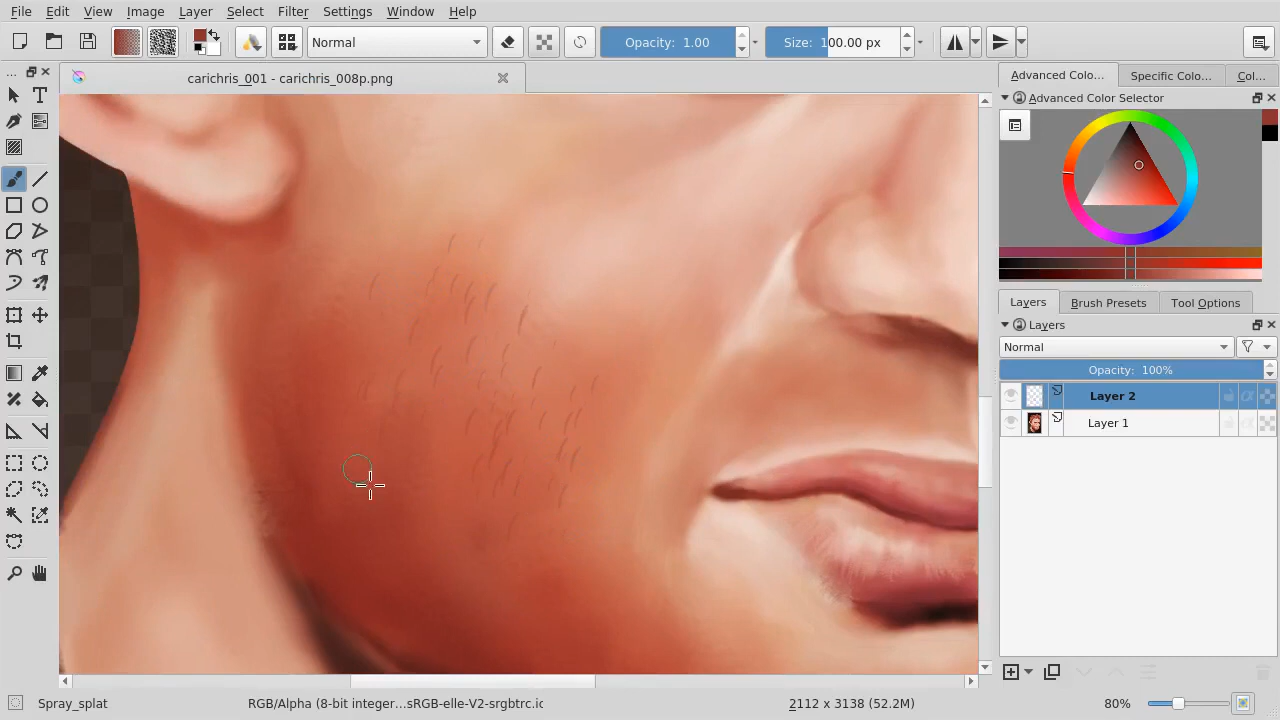 File Edit View Image Layer Select Filter Settings Window Help
Normal Opacity: 1.00 Size: 100.00 px
... carichris_001 - carichris_008p.png Advanced Colo... Specific Colo... Col...
Advanced Color Selector
Layers Brush Presets Tool Options
Layers
Normal
Opacity: 100%
Layer 2
Layer 1
Spray_splat RGB/Alpha (8-bit integer...sRGB-elle-V2-srgbtrc.ic 2112 x 3138 (52.2M) 80%